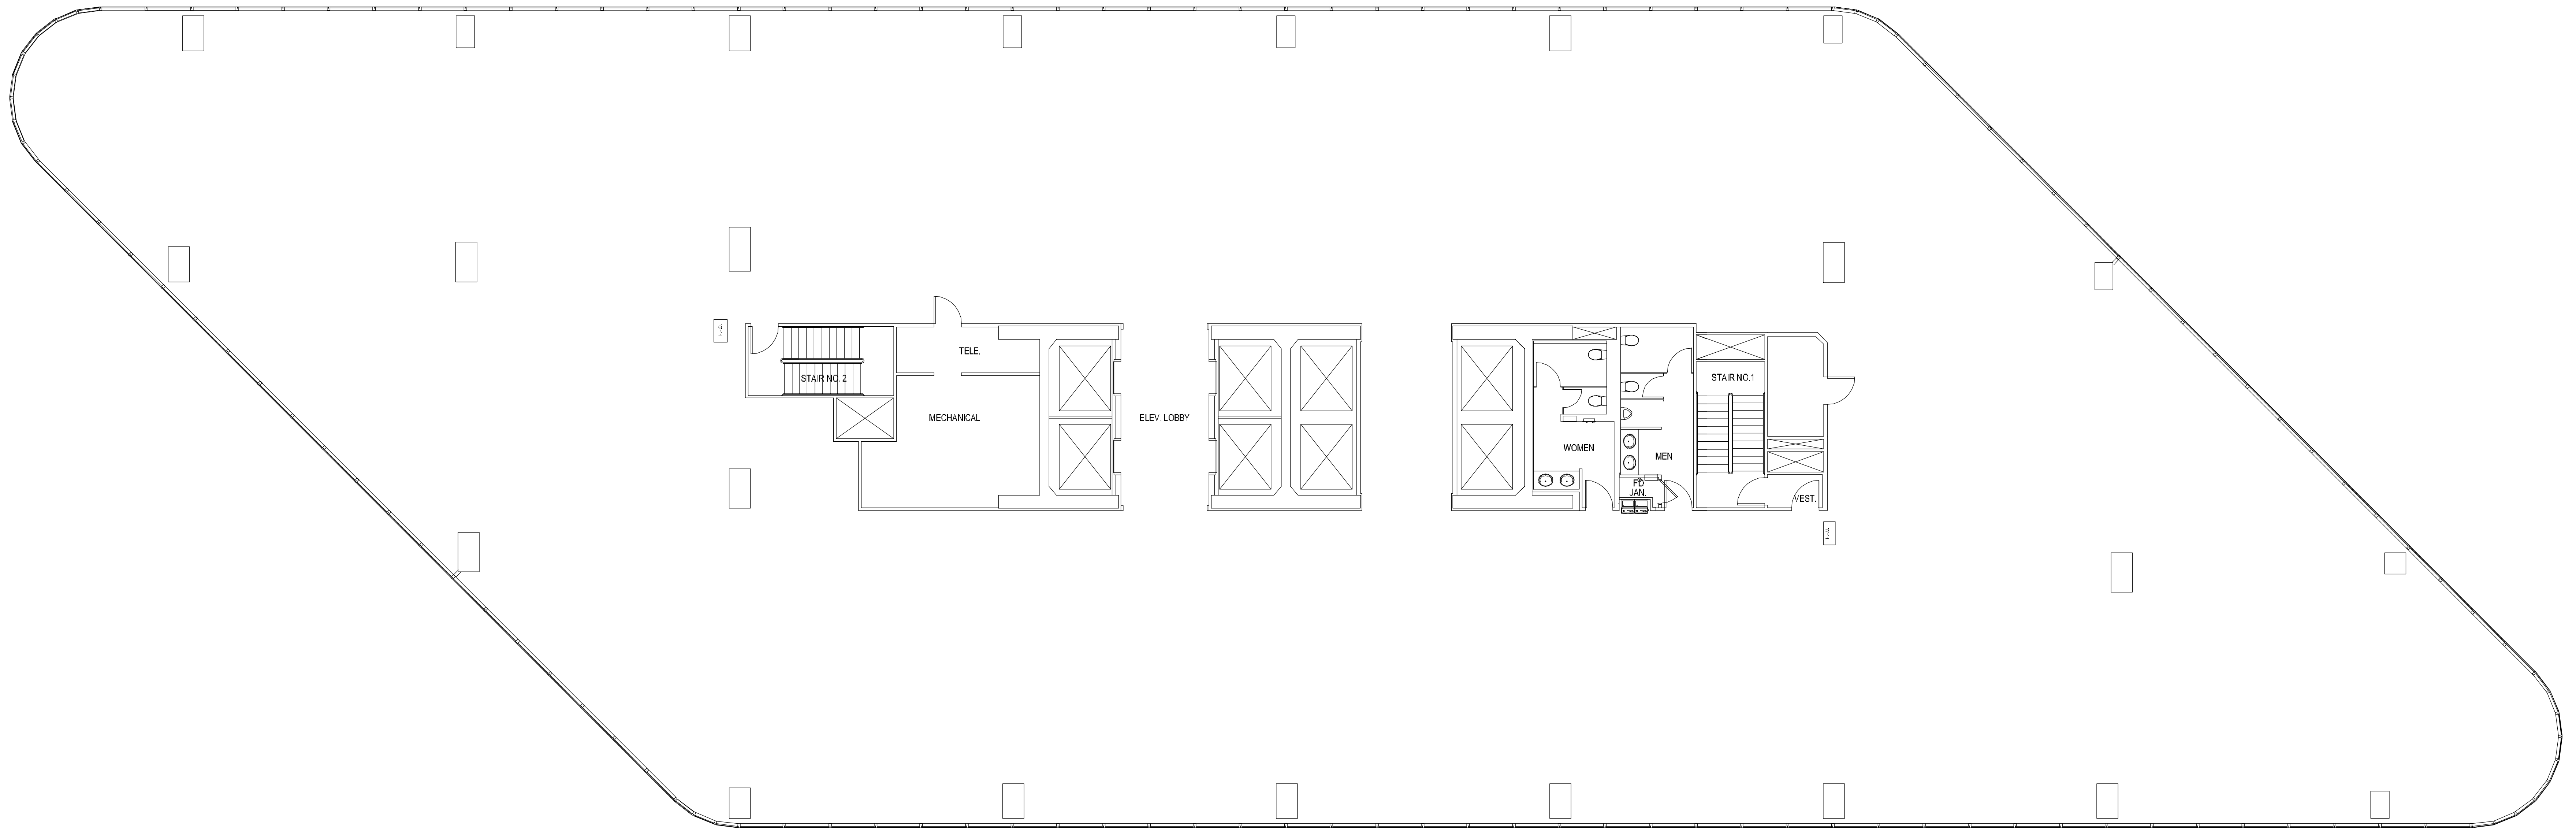 TELE.
STAIR NO. 2
STAIR NO.1
MECHANICAL
ELEV. LOBBY
WOMEN
MEN
FD
JAN.
VEST.